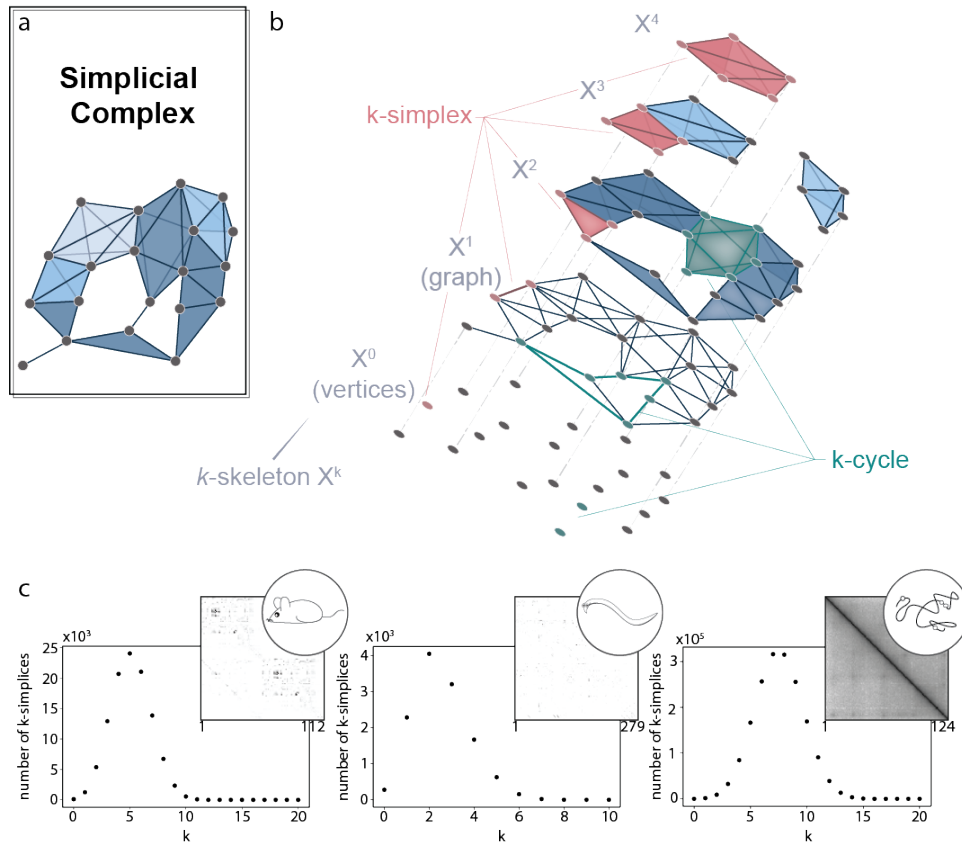 a
Simplicial
Complex
b
X⁴
X³
k-simplex
X²
X¹
(graph)
X⁰
(vertices)
k-skeleton Xᵏ
k-cycle
c
x10³
25
20
15
10
5
0
number of k-simplices
0 5 10 15 20
k
1 112
x10³
4
3
2
1
0
number of k-simplices
0 2 4 6 8 10
k
1 279
x10⁵
3
2
1
0
number of k-simplices
0 5 10 15 20
k
1 124